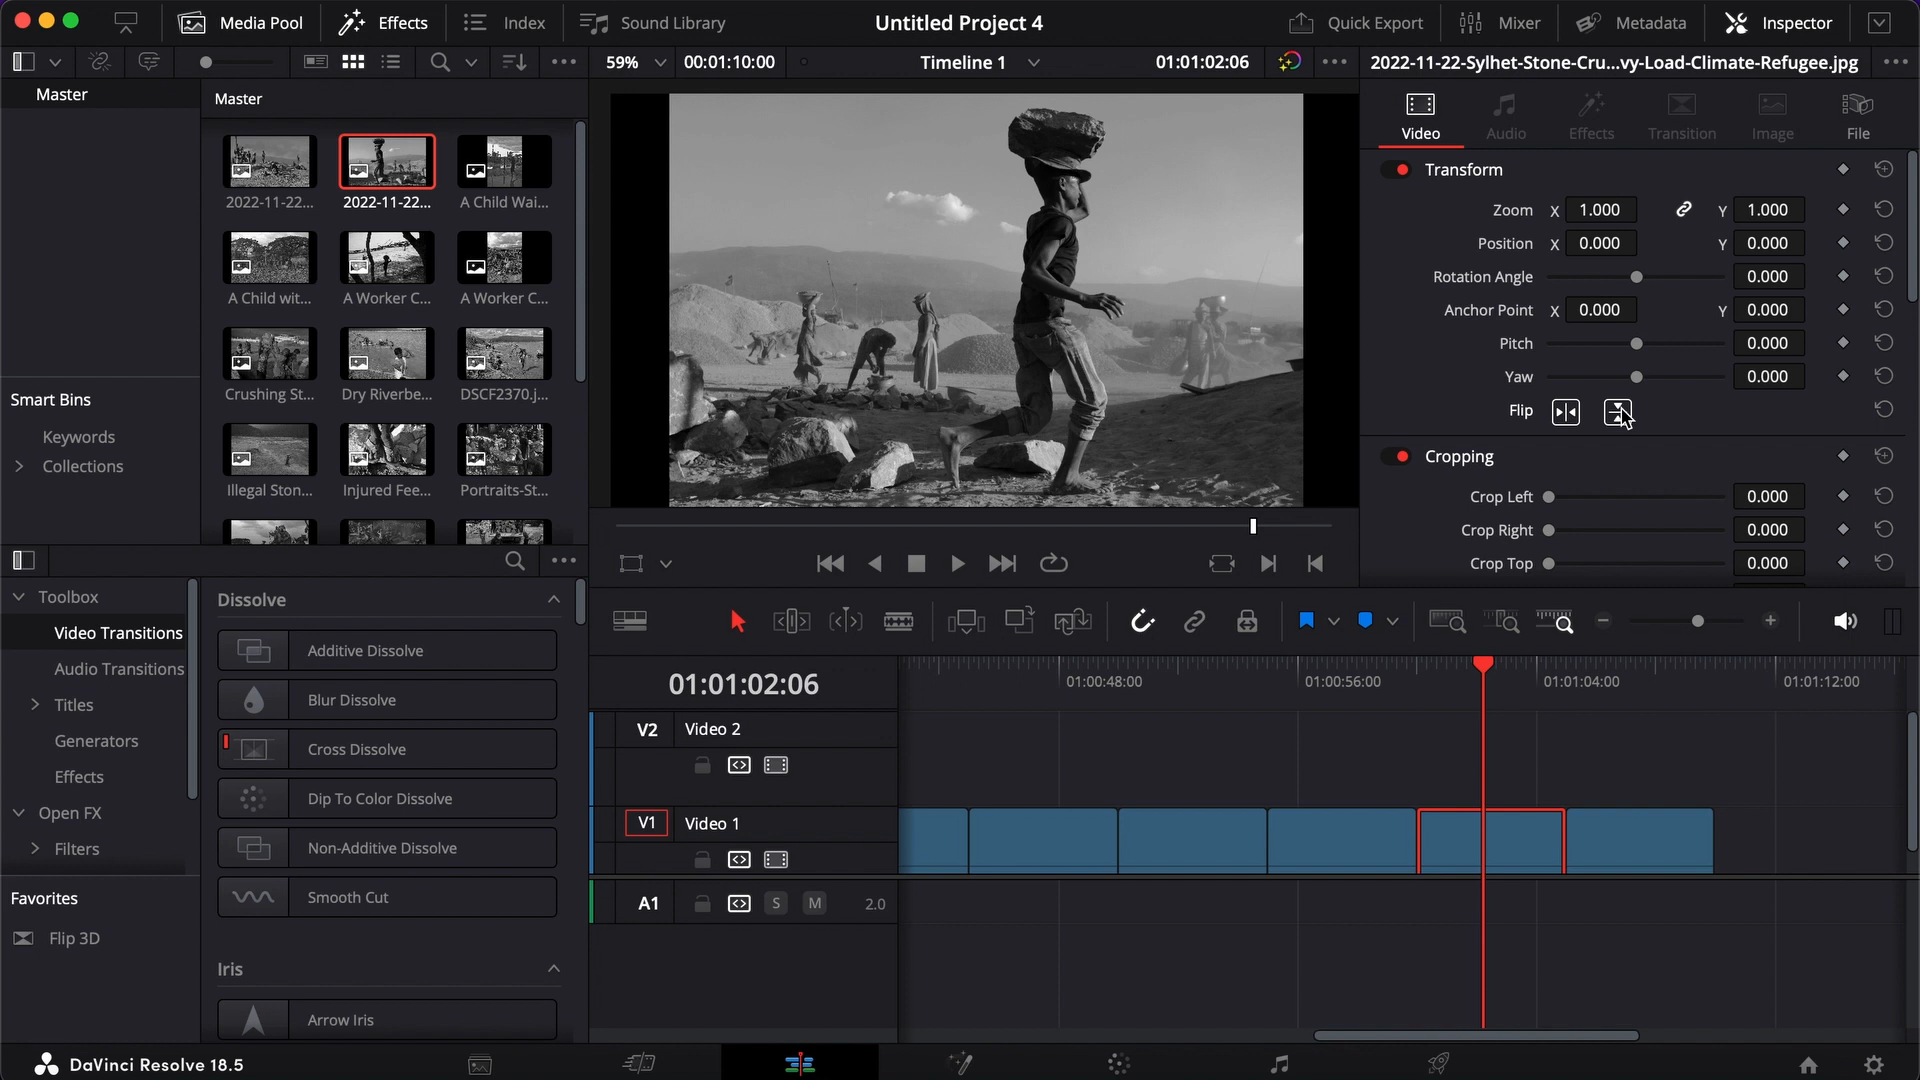 Media Pool
Effects
Index
Sound Library
Untitled Project 4
Quick Export
Mixer
Metadata
Inspector
59%
00:01:10:00
Timeline 1
01:01:02:06
2022-11-22-Sylhet-Stone-Cru...vy-Load-Climate-Refugee.jpg
Master
Master
2022-11-22...
2022-11-22...
A Child Wai...
A Child wit...
A Worker C...
A Worker C...
Crushing St...
Dry Riverbe...
DSCF2370.j...
Illegal Ston...
Injured Fee...
Portraits-St...
Smart Bins
Keywords
Collections
Video
Audio
Effects
Transition
Image
File
Transform
Zoom X 1.000 Y 1.000
Position X 0.000 Y 0.000
Rotation Angle 0.000
Anchor Point X 0.000 Y 0.000
Pitch 0.000
Yaw 0.000
Flip
Cropping
Crop Left 0.000
Crop Right 0.000
Crop Top 0.000
Toolbox
Video Transitions
Audio Transitions
Titles
Generators
Effects
Open FX
Filters
Favorites
Flip 3D
Dissolve
Additive Dissolve
Blur Dissolve
Cross Dissolve
Dip To Color Dissolve
Non-Additive Dissolve
Smooth Cut
Iris
Arrow Iris
01:01:02:06
01:00:48:00
01:00:56:00
01:01:04:00
01:01:12:00
V2 Video 2
V1 Video 1
A1 S M 2.0
DaVinci Resolve 18.5